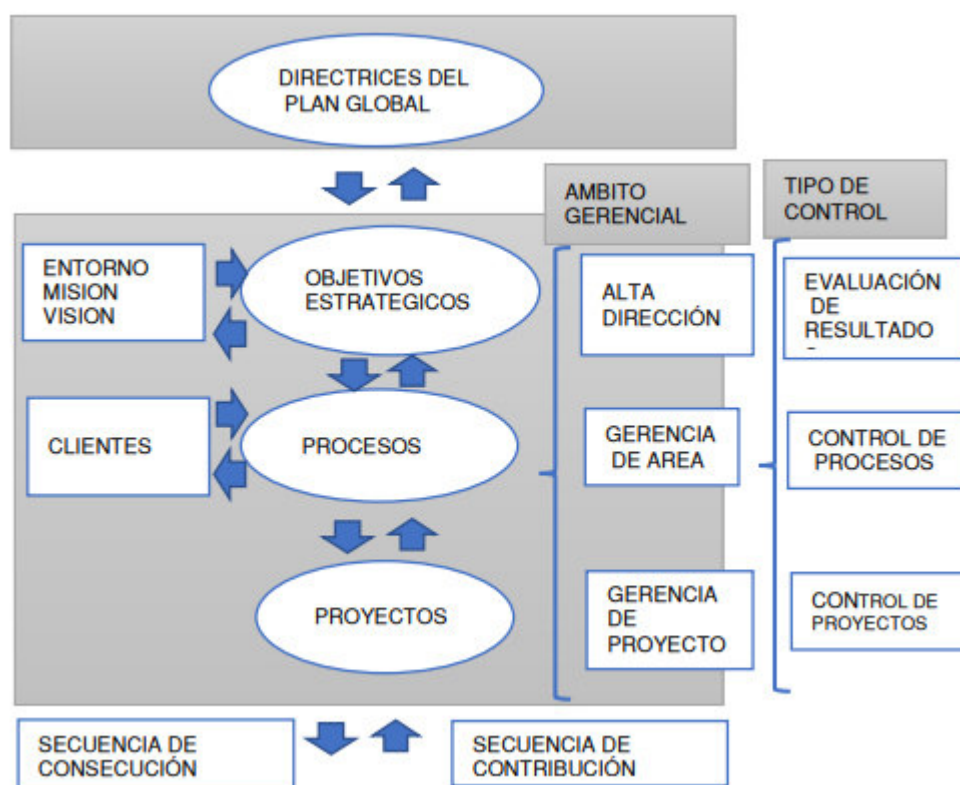 DIRECTRICES DEL
PLAN GLOBAL
AMBITO
GERENCIAL
TIPO DE
CONTROL
ENTORNO
MISION
VISION
OBJETIVOS
ESTRATEGICOS
ALTA
DIRECCIÓN
EVALUACIÓN
DE
RESULTADO
CLIENTES
PROCESOS
GERENCIA
DE AREA
CONTROL DE
PROCESOS
PROYECTOS
GERENCIA
DE
PROYECTO
CONTROL DE
PROYECTOS
SECUENCIA DE
CONSECUCIÓN
SECUENCIA DE
CONTRIBUCIÓN